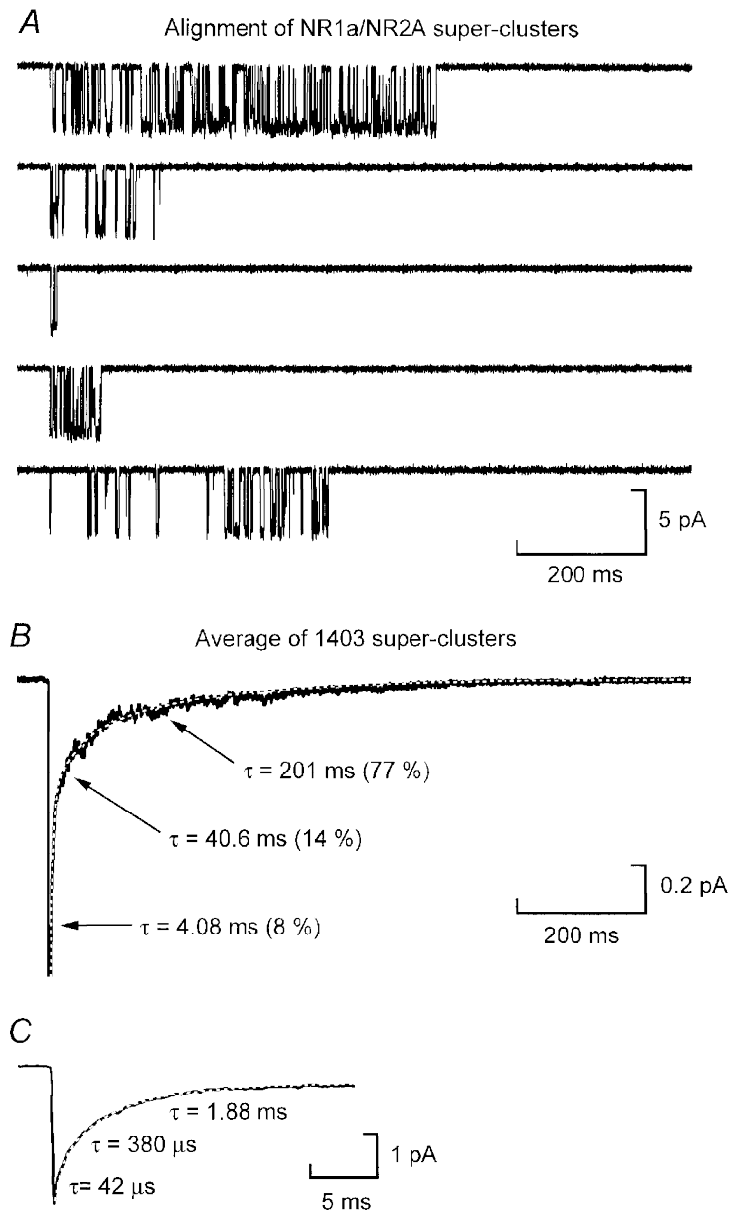 A
Alignment of NR1a/NR2A super-clusters
5 pA
200 ms
B
Average of 1403 super-clusters
τ = 201 ms (77 %)
τ = 40.6 ms (14 %)
τ = 4.08 ms (8 %)
0.2 pA
200 ms
C
τ = 1.88 ms
τ = 380 μs
τ= 42 μs
1 pA
5 ms